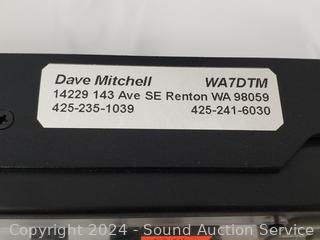 Dave Mitchell WA7DTM
14229 143 Ave SE Renton WA 98059
425-235-1039 425-241-6030
Copyright 2024 - Sound Auction Service